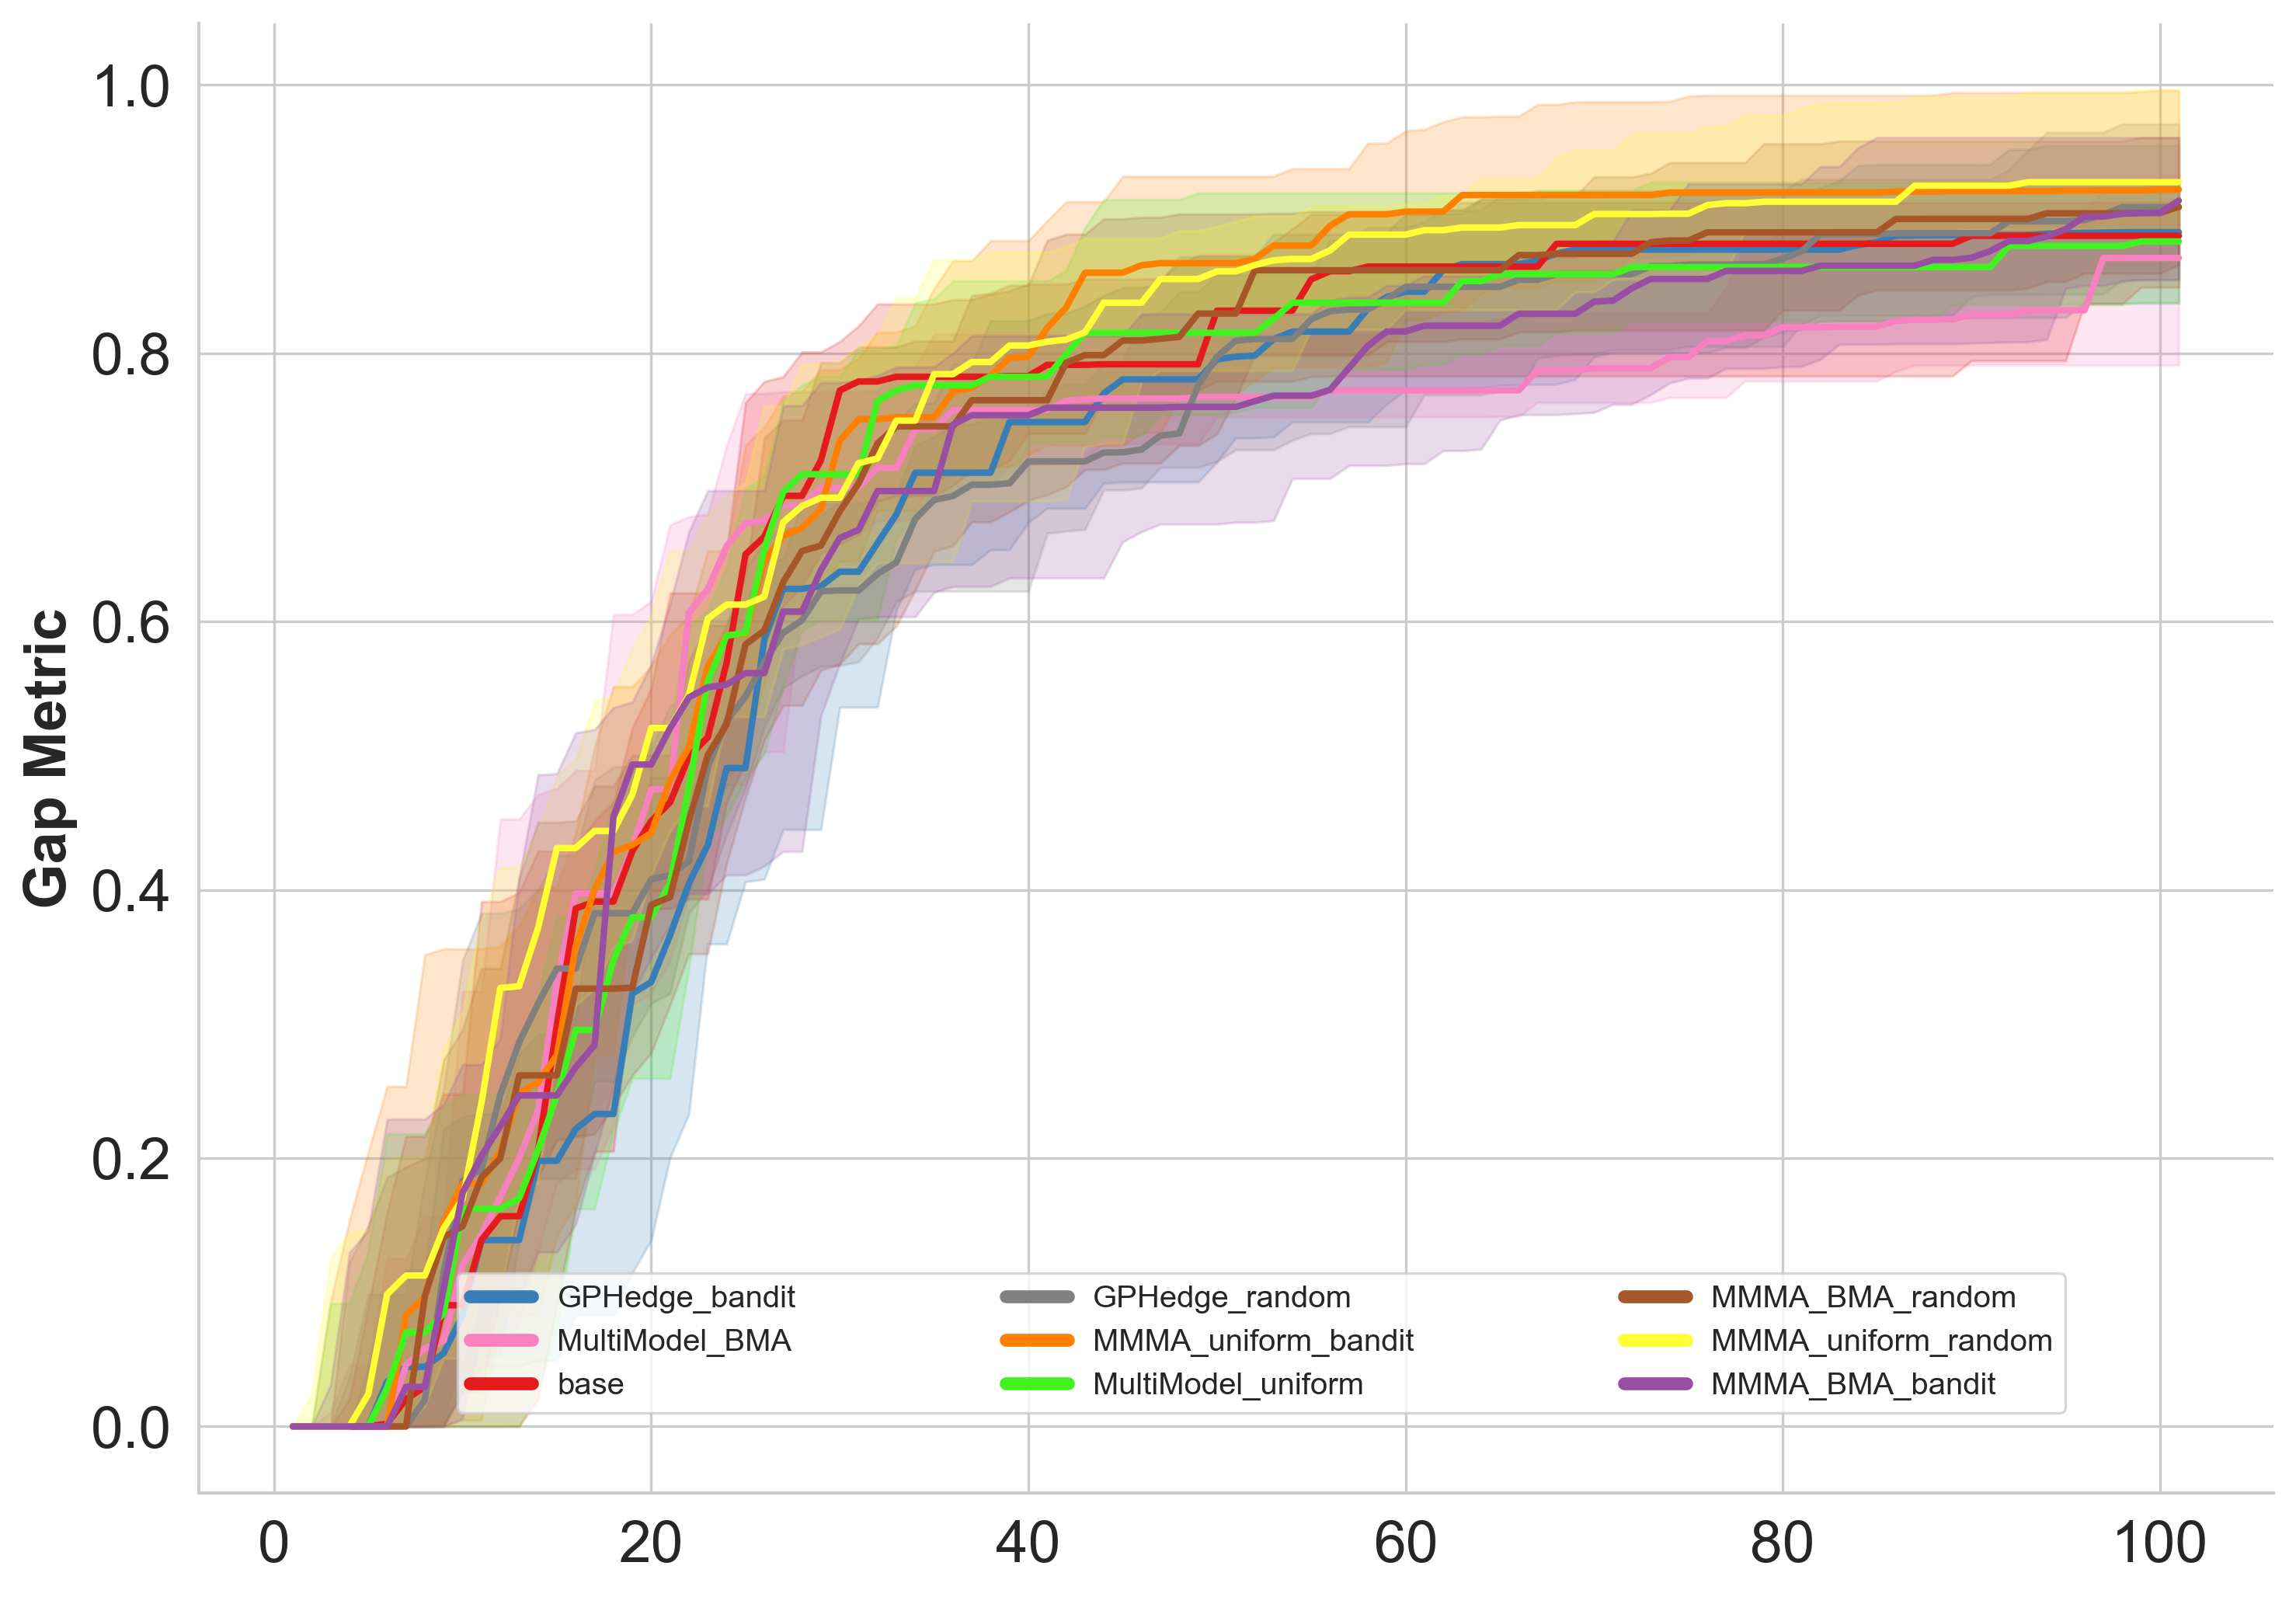 1.0
0.8
0.6
0.4
0.2
0.0
Gap Metric
GPHedge_bandit
MultiModel_BMA
base
GPHedge_random
MMMA_uniform_bandit
MultiModel_uniform
MMMA_BMA_random
MMMA_uniform_random
MMMA_BMA_bandit
0 20 40 60 80 100